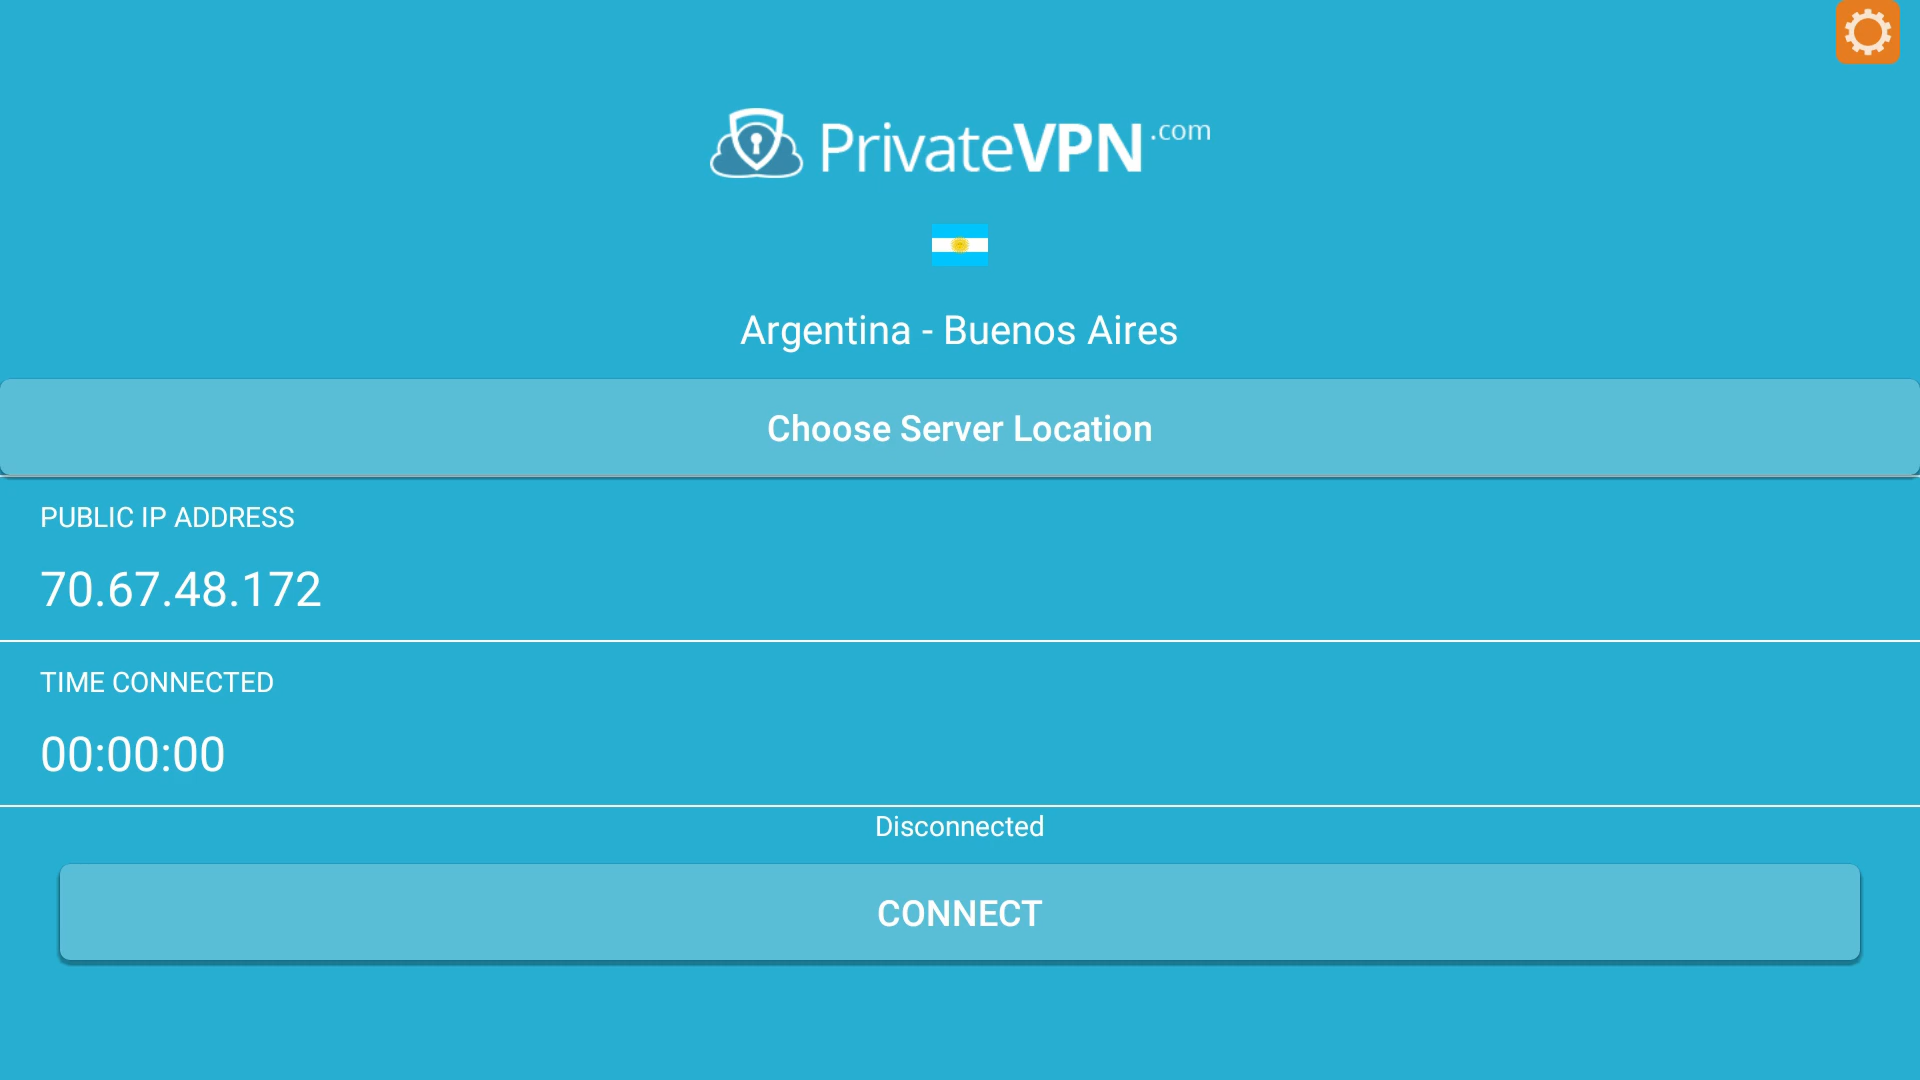 PrivateVPN.com
Argentina - Buenos Aires
Choose Server Location
PUBLIC IP ADDRESS
70.67.48.172
TIME CONNECTED
00:00:00
Disconnected
CONNECT